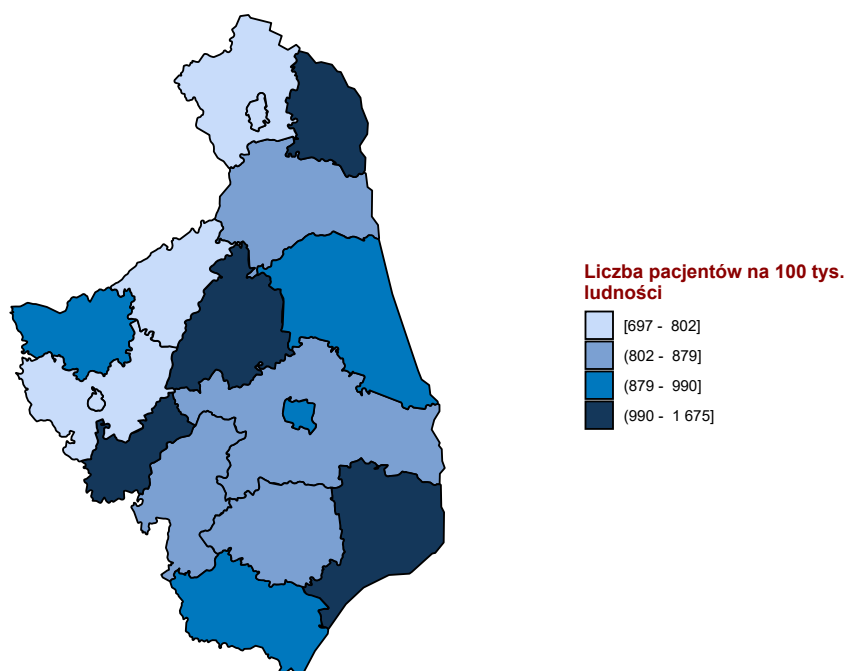 Liczba pacjentów na 100 tys.
ludności
[697 - 802]
(802 - 879]
(879 - 990]
(990 - 1 675]